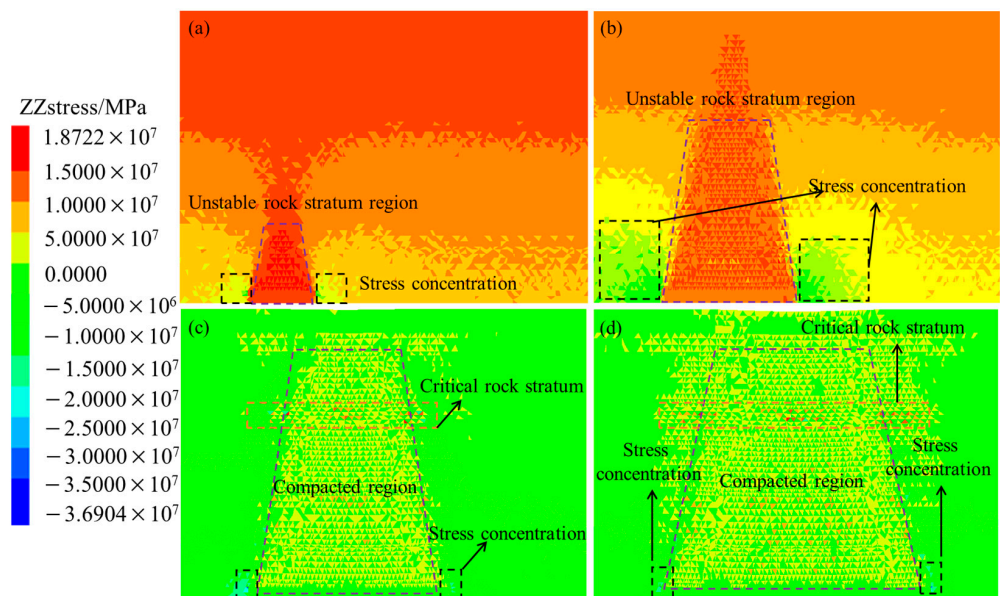 (a)
(b)
ZZstress/MPa
1.8722 × 10⁷
1.5000 × 10⁷
1.0000 × 10⁷
5.0000 × 10⁷
0.0000
−5.0000 × 10⁶
−1.0000 × 10⁷
−1.5000 × 10⁷
−2.0000 × 10⁷
−2.5000 × 10⁷
−3.0000 × 10⁷
−3.5000 × 10⁷
−3.6904 × 10⁷
Unstable rock stratum region
Stress concentration
Unstable rock stratum region
Stress concentration
(c)
Critical rock stratum
Compacted region
Stress concentration
(d)
Critical rock stratum
Stress
concentration
Stress
concentration
Compacted region